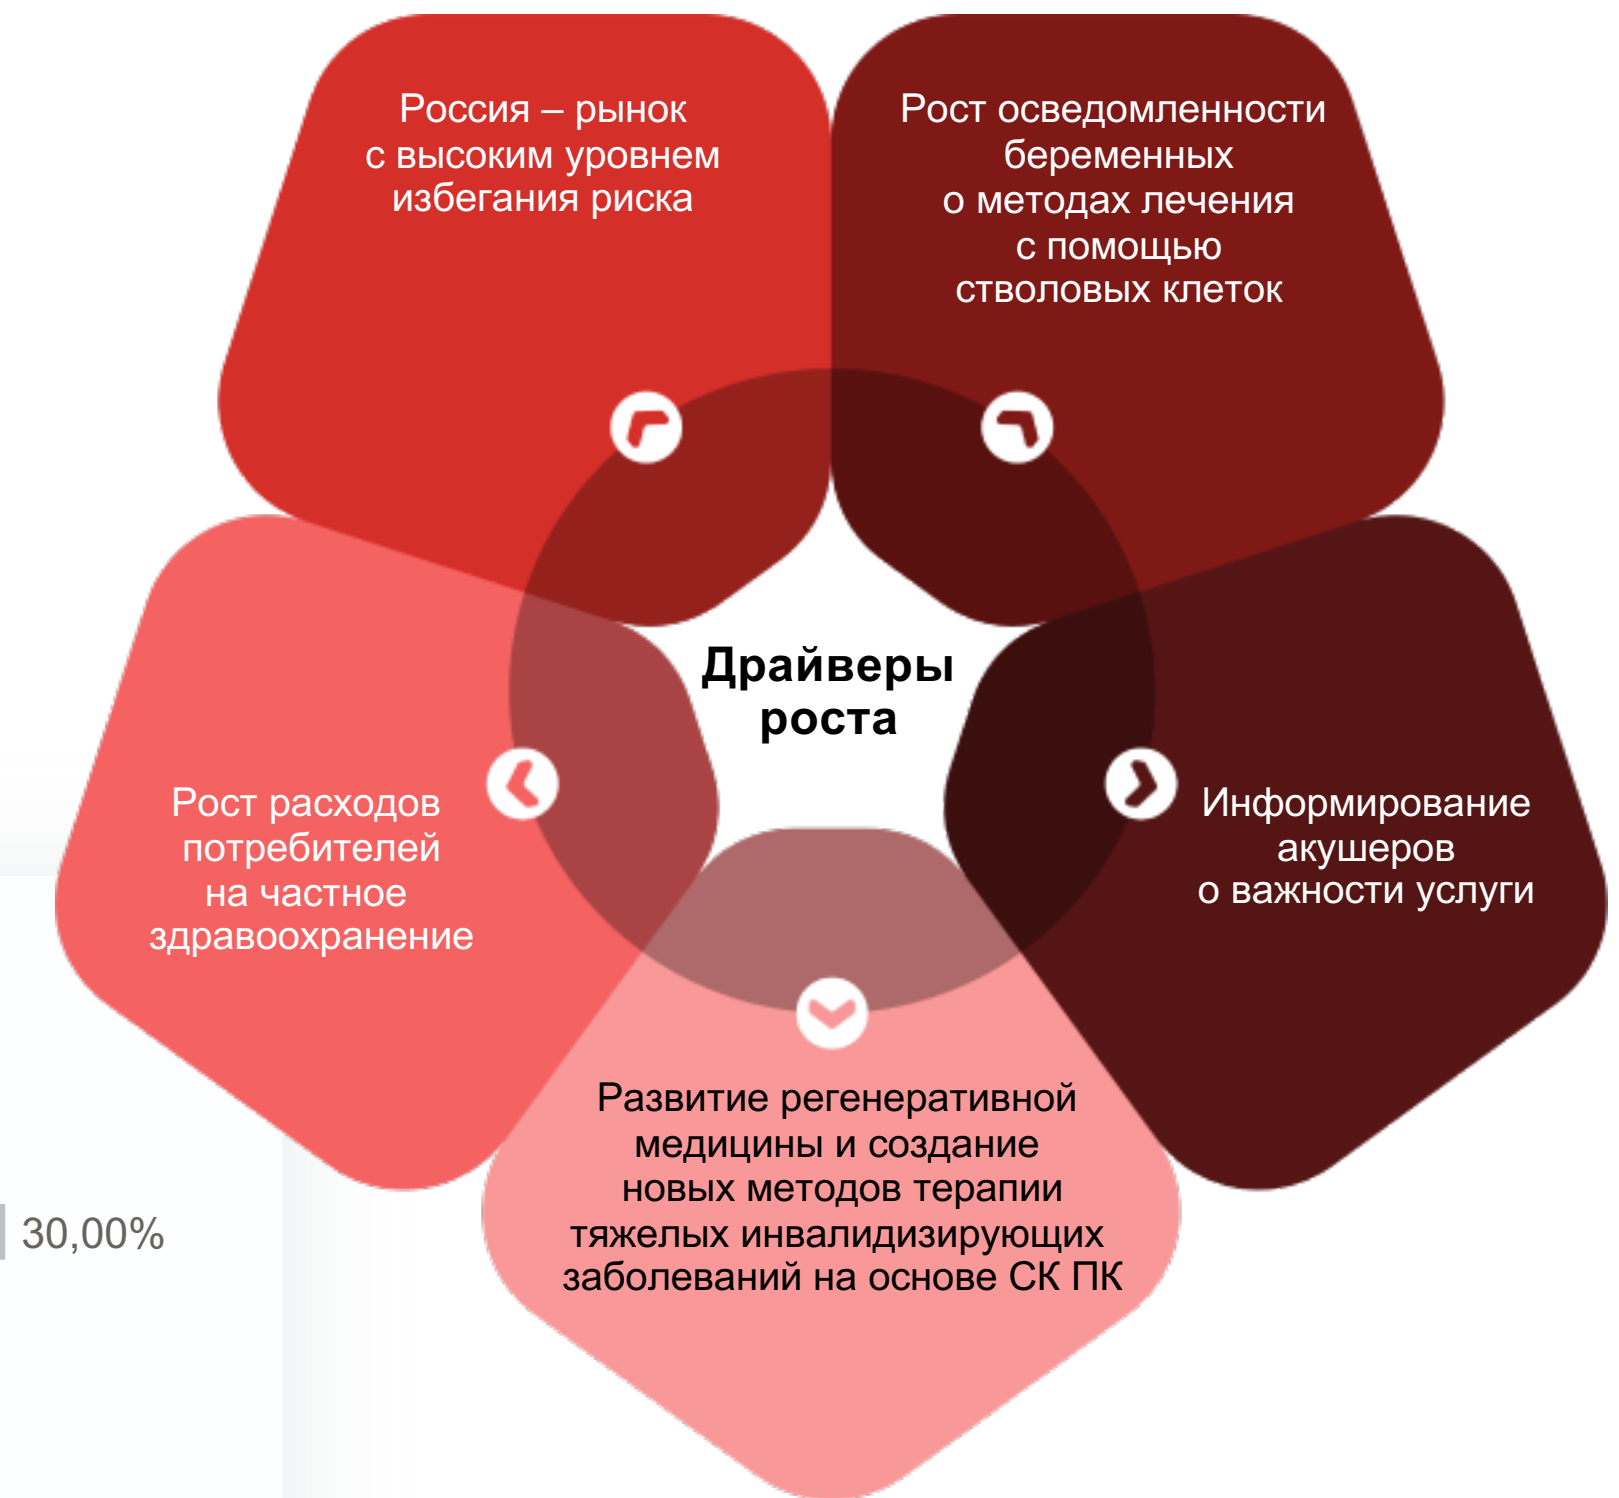 Россия – рынок
с высоким уровнем
избегания риска
Рост осведомленности
беременных
о методах лечения
с помощью
стволовых клеток
Драйверы
роста
Рост расходов
потребителей
на частное
здравоохранение
Информирование
акушеров
о важности услуги
Развитие регенеративной
медицины и создание
новых методов терапии
тяжелых инвалидизирующих
заболеваний на основе СК ПК
30,00%